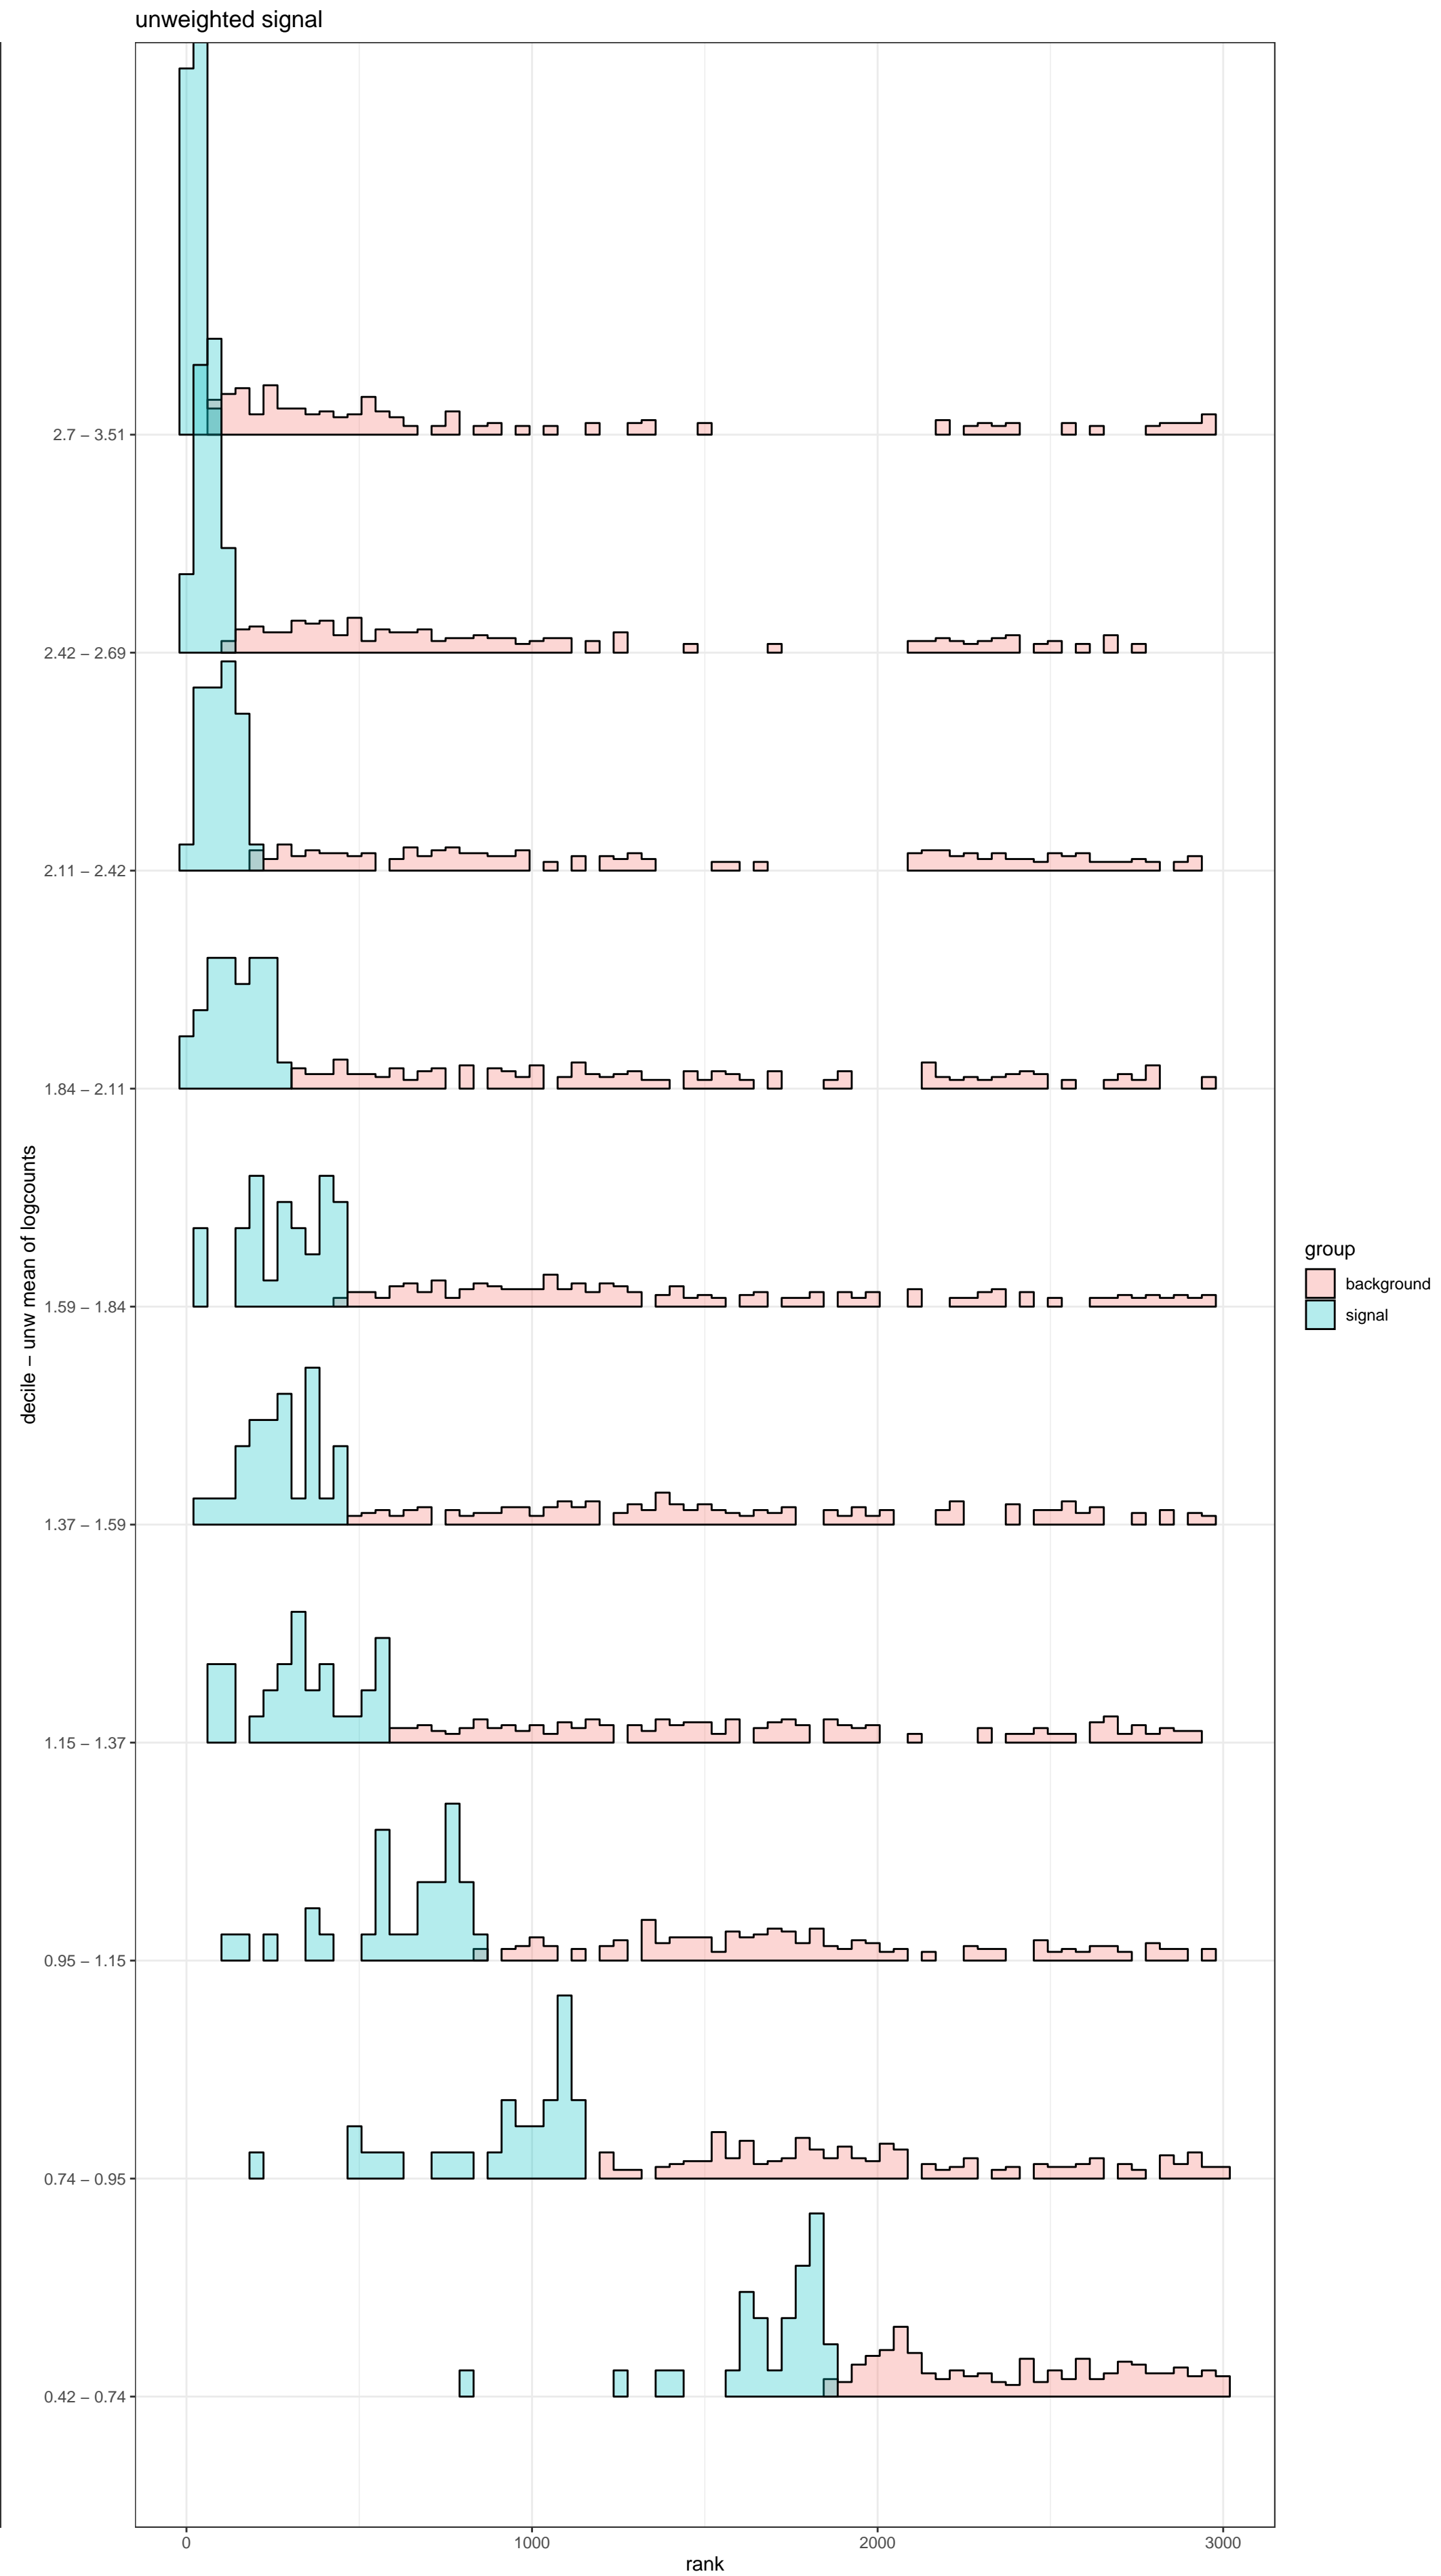 unweighted signal
2.7 – 3.51
2.42 – 2.69
2.11 – 2.42
1.84 – 2.11
1.59 – 1.84
1.37 – 1.59
1.15 – 1.37
0.95 – 1.15
0.74 – 0.95
0.42 – 0.74
decile – unw mean of logcounts
0 1000 2000 3000
rank
group
background
signal